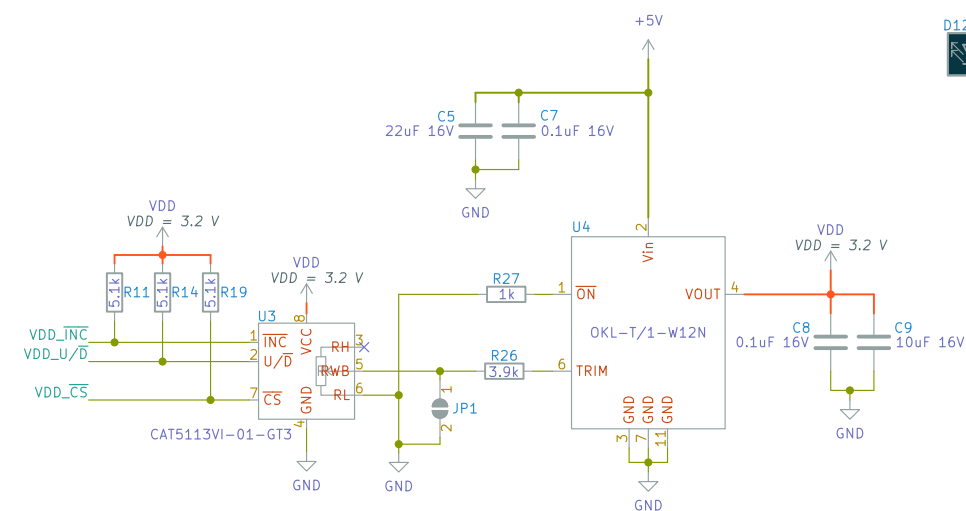 +5V
D12
C5
22uF 16V
C7
0.1uF 16V
GND
U4
2
Vin
1
ON
OKL-T/1-W12N
VOUT
4
6
TRIM
GND
GND
GND
3
7
11
GND
VDD
VDD = 3.2 V
C8
0.1uF 16V
C9
10uF 16V
GND
VDD
VDD = 3.2 V
5.1k
R11
5.1k
R14
5.1k
R19
VDD_INC
VDD_U/D
VDD_CS
VDD
VDD = 3.2 V
U3
8
VCC
1
INC
2
U/D
7
CS
RH
3
RWB
5
RL
6
GND
4
CAT5113VI-01-GT3
GND
R27
1k
R26
3.9k
1
JP1
2
GND